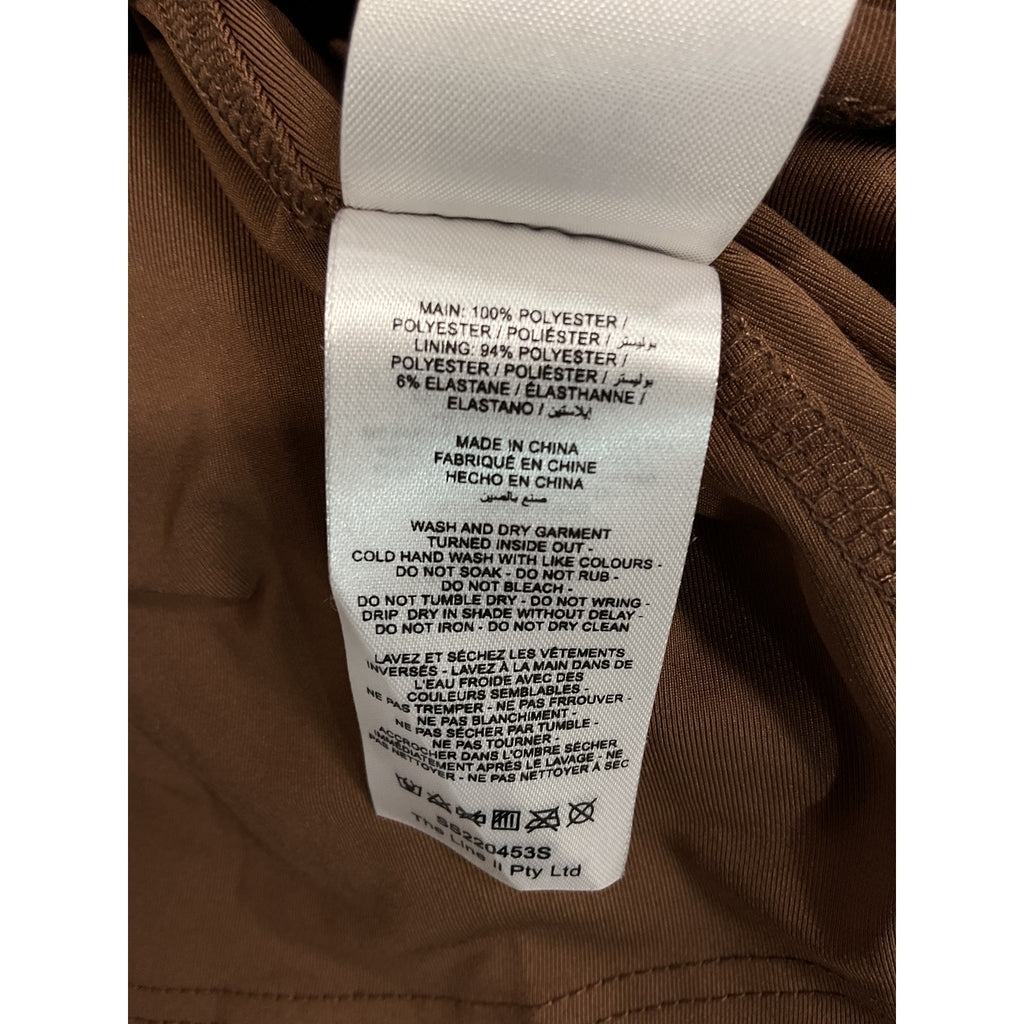 MAIN: 100% POLYESTER /
POLYESTER / POLIÉSTER / بوليستر
LINING: 94% POLYESTER /
POLYESTER / POLIÉSTER / بوليستر
6% ELASTANE / ÉLASTHANNE /
ELASTANO / إيلاستين
MADE IN CHINA
FABRIQUÉ EN CHINE
HECHO EN CHINA
صنع بالصين
WASH AND DRY GARMENT
TURNED INSIDE OUT -
COLD HAND WASH WITH LIKE COLOURS -
DO NOT SOAK - DO NOT RUB -
DO NOT BLEACH -
DO NOT TUMBLE DRY - DO NOT WRING -
DRIP DRY IN SHADE WITHOUT DELAY -
DO NOT IRON - DO NOT DRY CLEAN
LAVEZ ET SÉCHEZ LES VÊTEMENTS
INVERSÉS - LAVEZ À LA MAIN DANS DE
L'EAU FROIDE AVEC DES
COULEURS SEMBLABLES -
NE PAS TREMPER - NE PAS FRROUVER -
NE PAS BLANCHIMENT -
NE PAS SÉCHER PAR TUMBLE -
NE PAS TOURNER -
ACCROCHER DANS L'OMBRE SÉCHER
IMMÉDIATEMENT APRÈS LE LAVAGE - NE
PAS NETTOYER - NE PAS NETTOYER À SEC
SS220453S
The Line II Pty Ltd